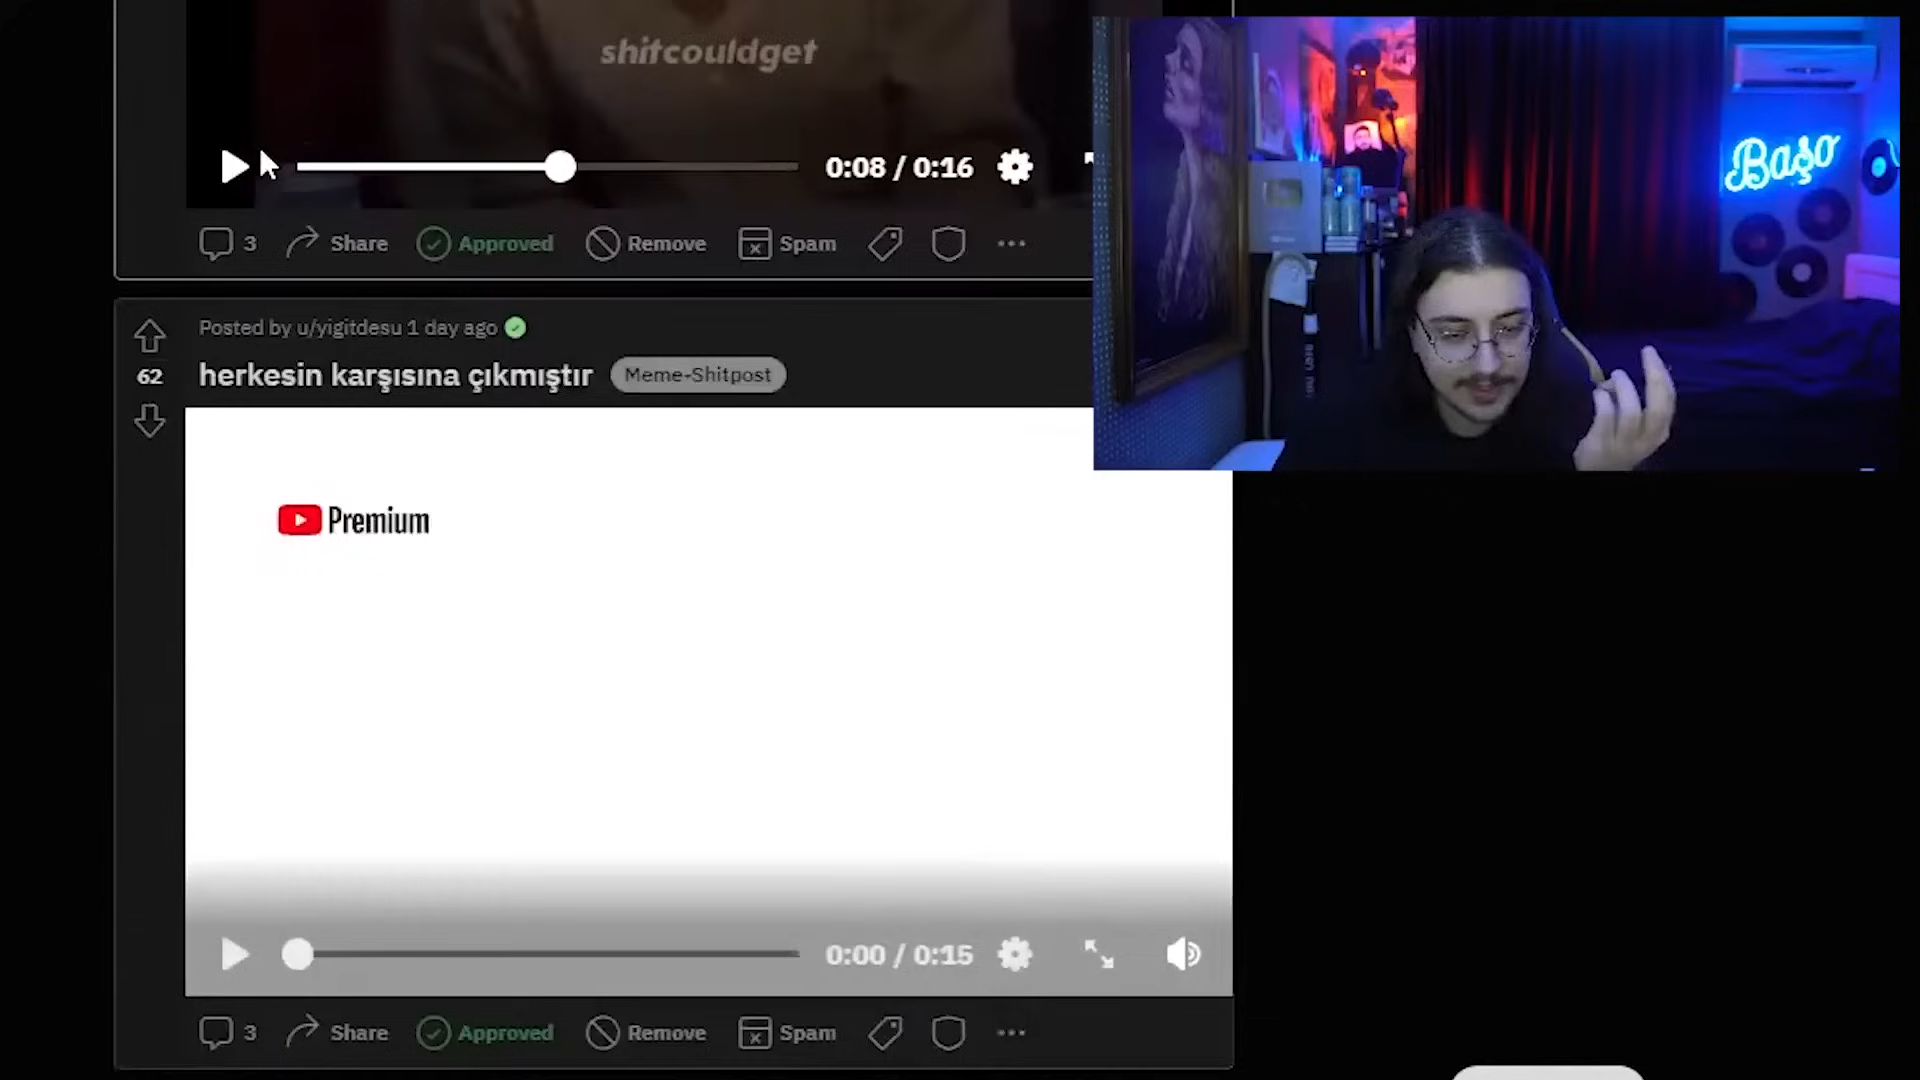 shitcouldget
0:08 / 0:16
3 Share Approved Remove Spam
Başo
Posted by u/yigitdesu 1 day ago
62
herkesin karşısına çıkmıştır Meme-Shitpost
Premium
0:00 / 0:15
3 Share Approved Remove Spam